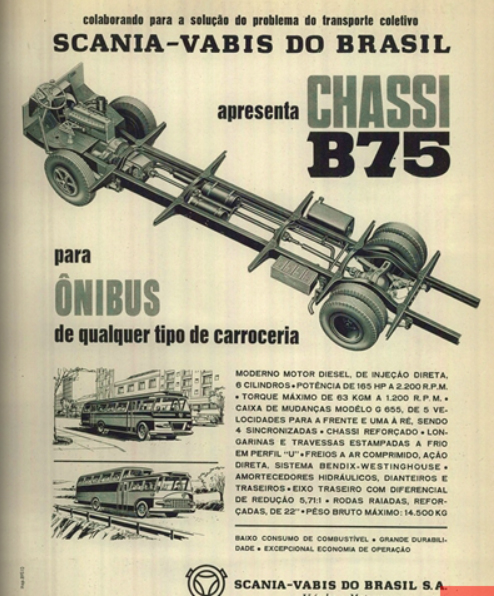 colaborando para a solução do problema do transporte coletivo
SCANIA-VABIS DO BRASIL
apresenta CHASSI
B75
para
ÔNIBUS
de qualquer tipo de carroceria
MODERNO MOTOR DIESEL, DE INJEÇÃO DIRETA,
6 CILINDROS • POTÊNCIA DE 165 HP A 2.200 R.P.M.
• TORQUE MÁXIMO DE 63 KGM A 1.200 R.P.M. •
CAIXA DE MUDANÇAS MODÊLO G 655, DE 5 VE-
LOCIDADES PARA A FRENTE E UMA À RÉ, SENDO
4 SINCRONIZADAS • CHASSI REFORÇADO • LON-
GARINAS E TRAVESSAS ESTAMPADAS A FRIO
EM PERFIL "U" • FREIOS A AR COMPRIMIDO, AÇÃO
DIRETA, SISTEMA BENDIX-WESTINGHOUSE •
AMORTECEDORES HIDRÁULICOS, DIANTEIROS E
TRASEIROS • EIXO TRASEIRO COM DIFERENCIAL
DE REDUÇÃO 5,71:1 • RODAS RAIADAS, REFOR-
ÇADAS, DE 22" • PÊSO BRUTO MÁXIMO: 14.500 KG
BAIXO CONSUMO DE COMBUSTÍVEL • GRANDE DURABILI-
DADE • EXCEPCIONAL ECONOMIA DE OPERAÇÃO
SCANIA-VABIS DO BRASIL S.A.